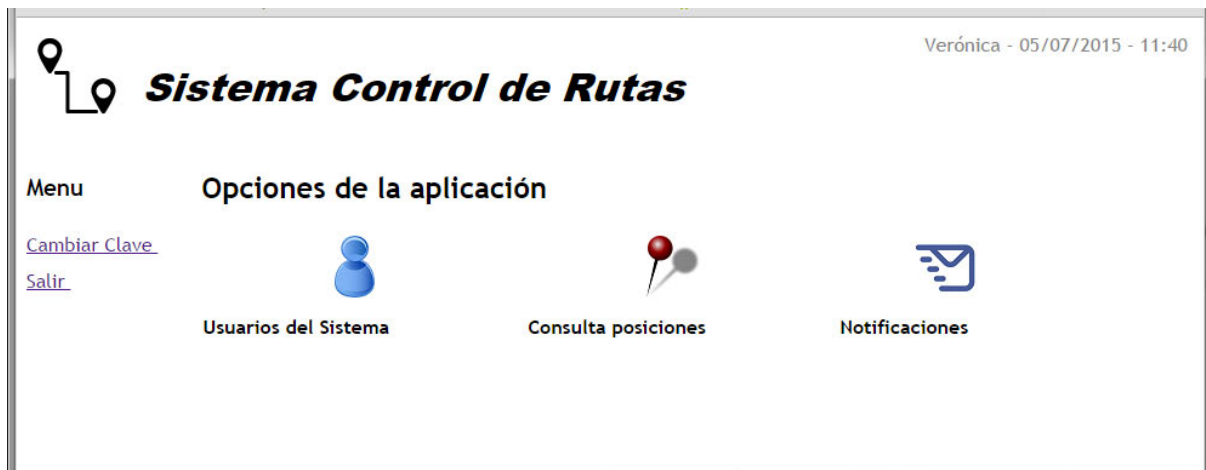 Verónica - 05/07/2015 - 11:40
Sistema Control de Rutas
Menu
Opciones de la aplicación
Cambiar Clave
Salir
Usuarios del Sistema
Consulta posiciones
Notificaciones